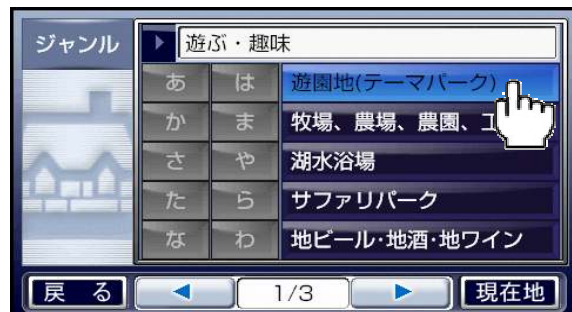 ジャンル
遊ぶ・趣味
あ は 遊園地(テーマパーク)
か ま 牧場、農場、農園、
さ や 湖水浴場
た ら サファリパーク
な わ 地ビール･地酒･地ワイン
戻る 1/3 現在地